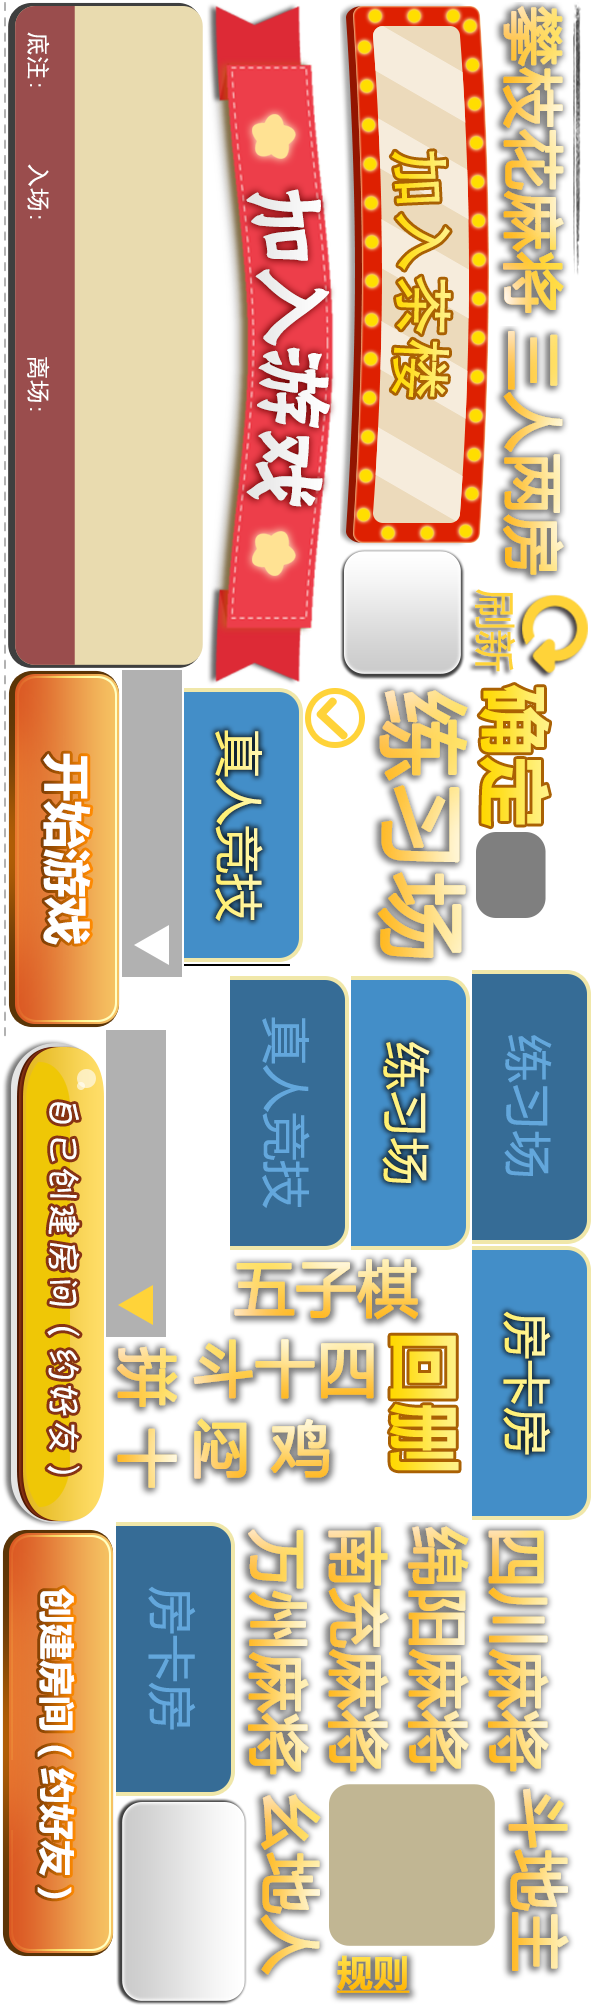 攀枝花麻将
三人两房
加入茶楼
加入游戏
底注: 入场: 离场:
刷新
确定
练习场
真人竞技
开始游戏
练习场
练习场
真人竞技
房卡房
五子棋
回删
斗十四
拼十
闷鸡
自己创建房间(约好友)
四川麻将
绵阳麻将
南充麻将
万州麻将
房卡房
创建房间(约好友)
斗地主
幺地人
规则